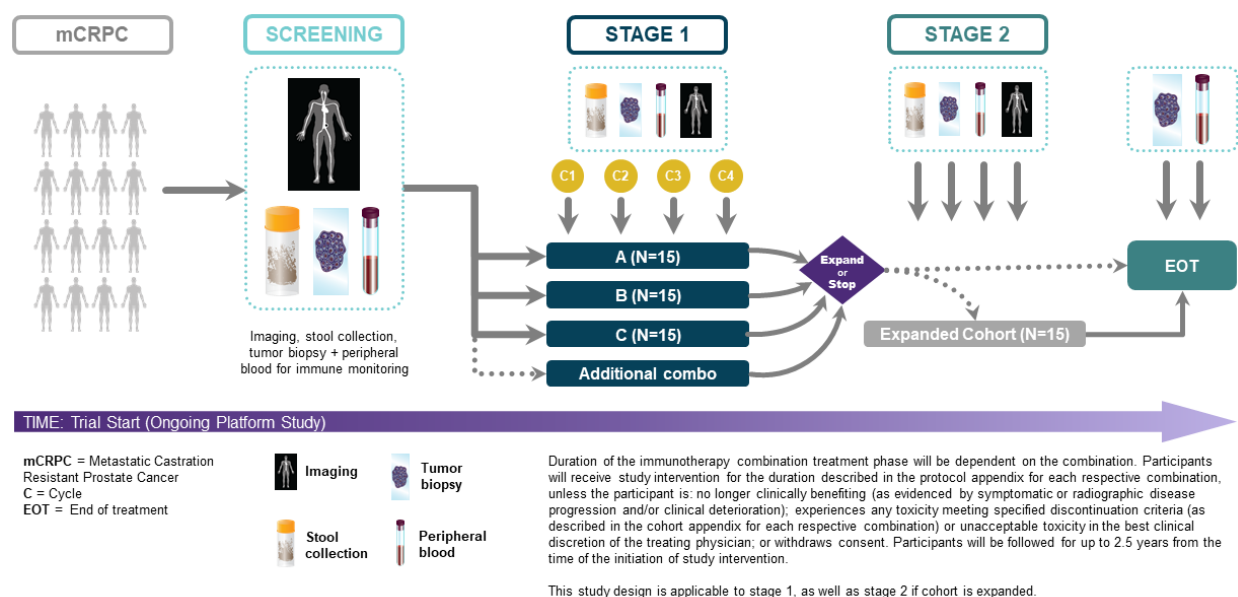 mCRPC
SCREENING
STAGE 1
STAGE 2
C1
C2
C3
C4
A (N=15)
B (N=15)
C (N=15)
Additional combo
Expand
or
Stop
EOT
Expanded Cohort (N=15)
Imaging, stool collection,
tumor biopsy + peripheral
blood for immune monitoring
TIME: Trial Start (Ongoing Platform Study)
mCRPC = Metastatic Castration
Resistant Prostate Cancer
C = Cycle
EOT = End of treatment
Imaging
Tumor
biopsy
Stool
collection
Peripheral
blood
Duration of the immunotherapy combination treatment phase will be dependent on the combination. Participants
will receive study intervention for the duration described in the protocol appendix for each respective combination,
unless the participant is: no longer clinically benefiting (as evidenced by symptomatic or radiographic disease
progression and/or clinical deterioration); experiences any toxicity meeting specified discontinuation criteria (as
described in the cohort appendix for each respective combination) or unacceptable toxicity in the best clinical
discretion of the treating physician; or withdraws consent. Participants will be followed for up to 2.5 years from the
time of the initiation of study intervention.
This study design is applicable to stage 1, as well as stage 2 if cohort is expanded.